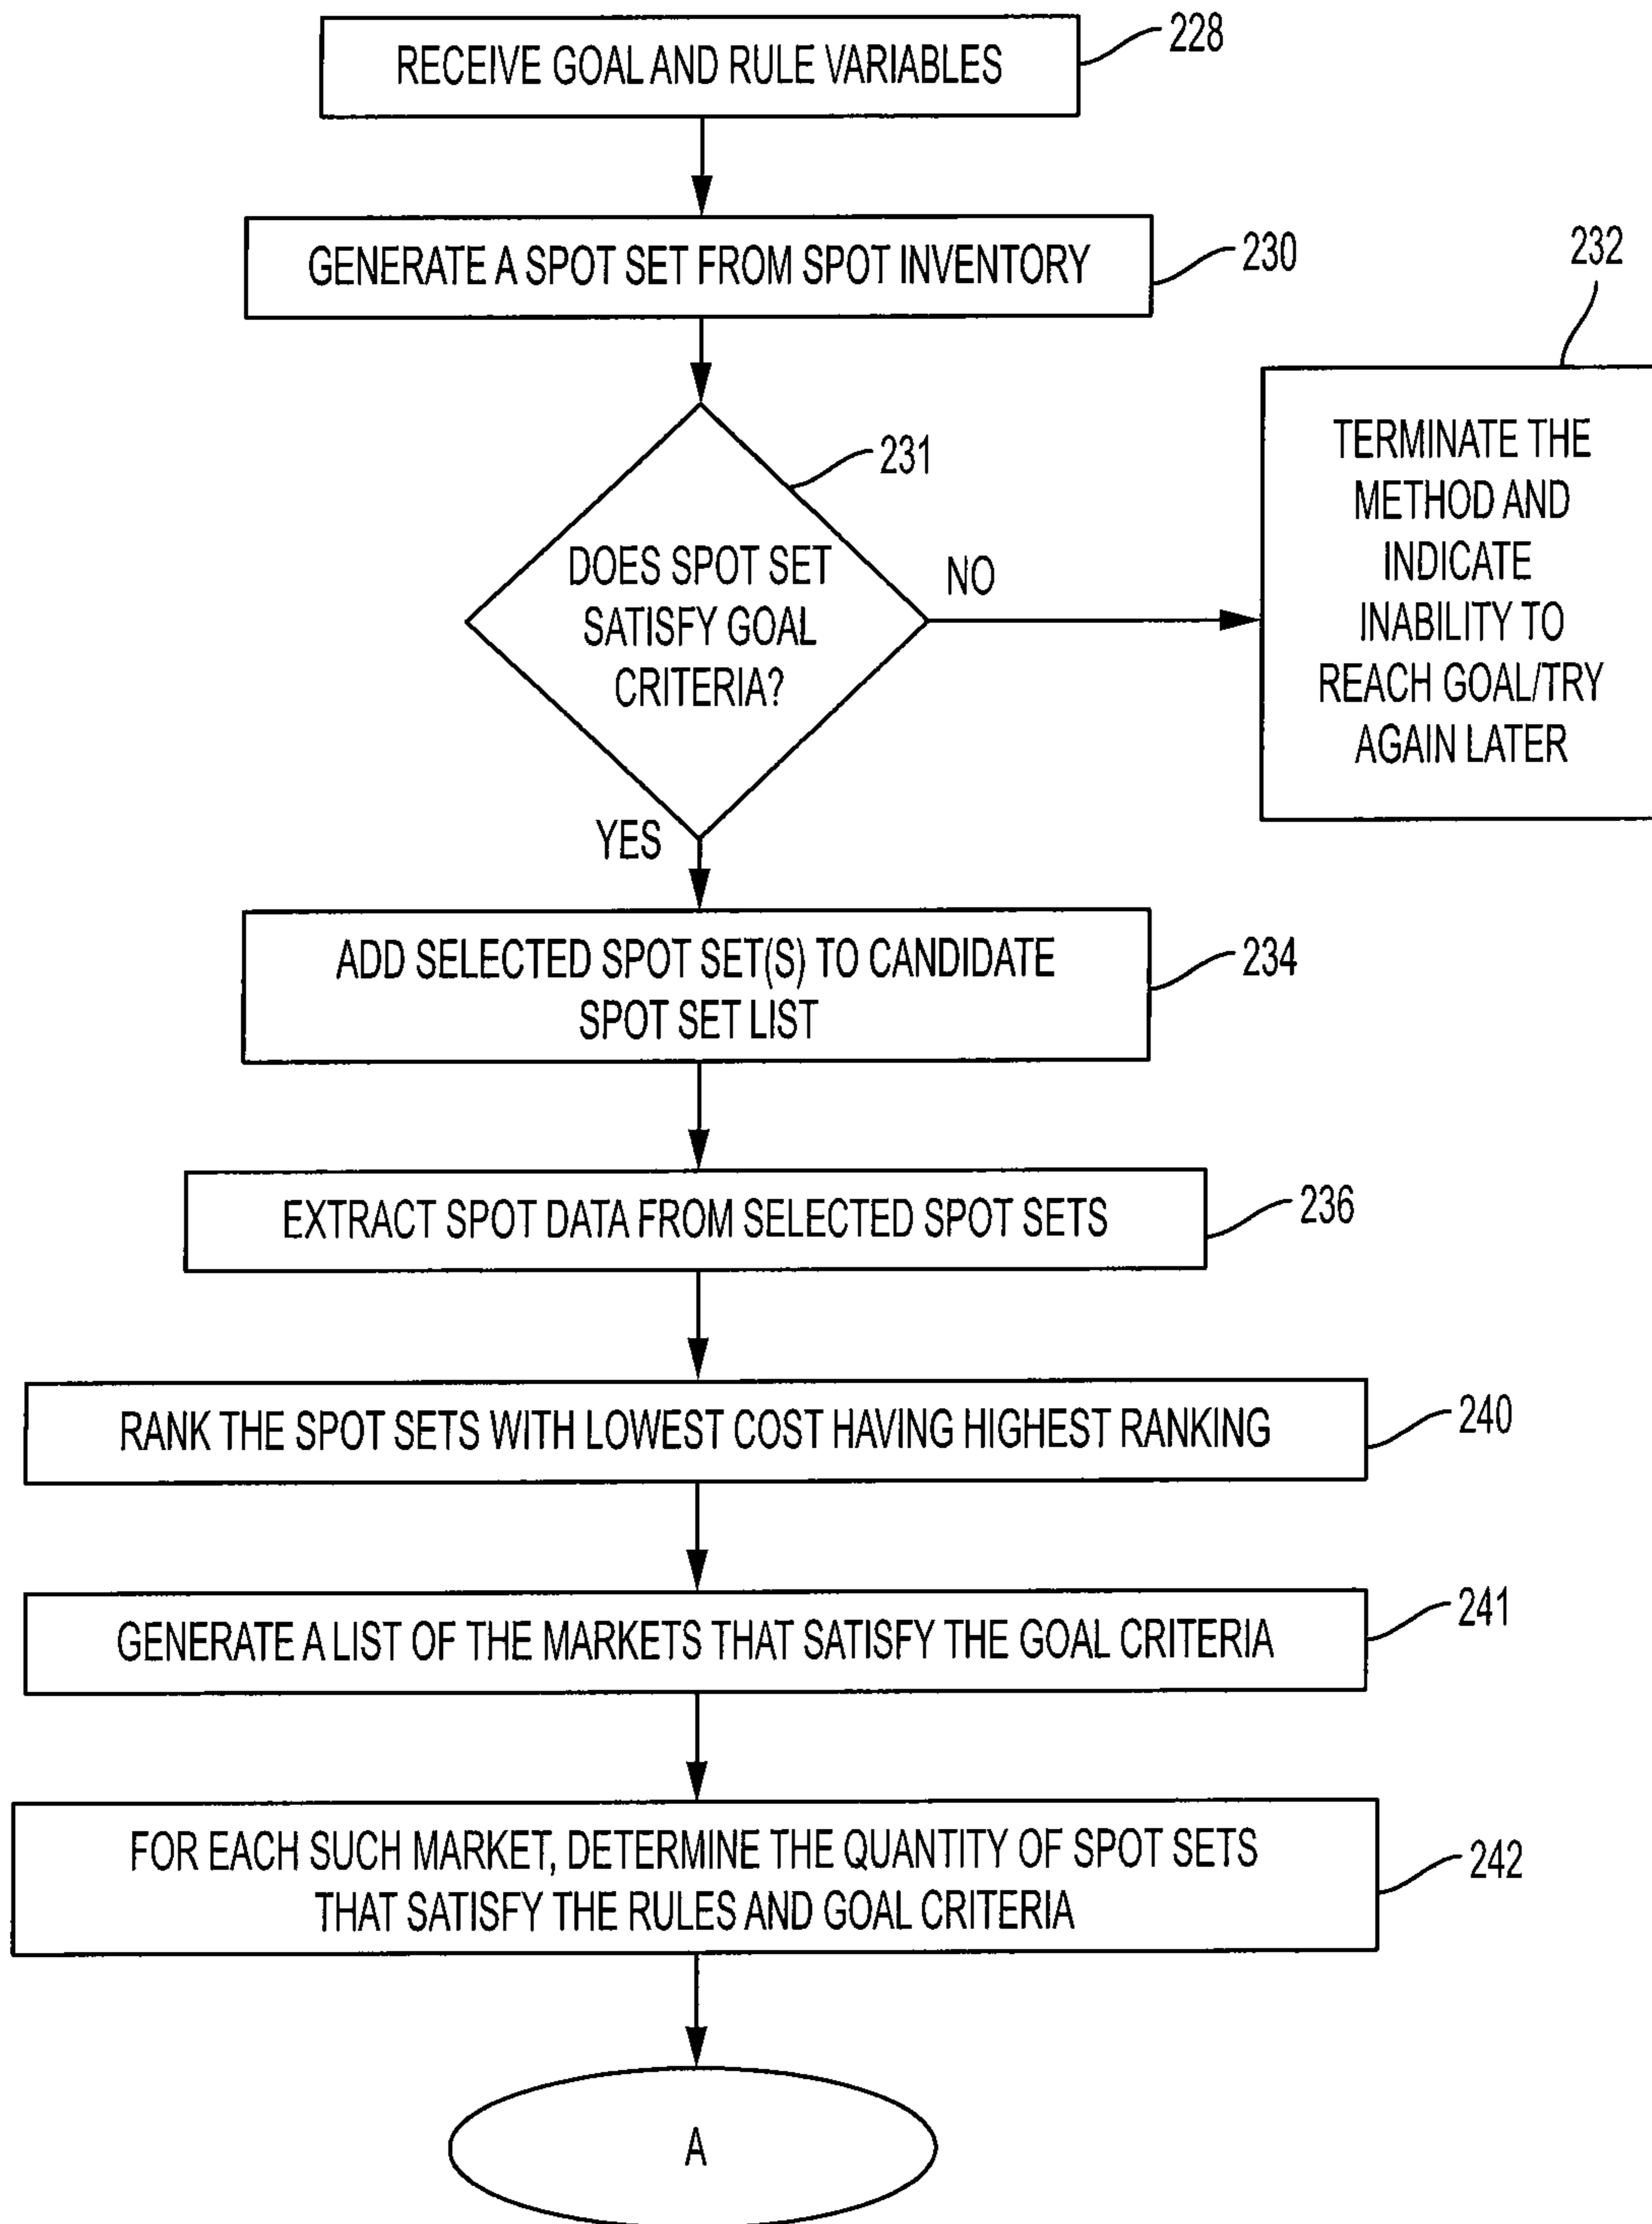 RECEIVE GOAL AND RULE VARIABLES
228
GENERATE A SPOT SET FROM SPOT INVENTORY
230
232
TERMINATE THE
METHOD AND
INDICATE
INABILITY TO
REACH GOAL/TRY
AGAIN LATER
231
DOES SPOT SET
SATISFY GOAL
CRITERIA?
NO
YES
ADD SELECTED SPOT SET(S) TO CANDIDATE
SPOT SET LIST
234
EXTRACT SPOT DATA FROM SELECTED SPOT SETS
236
RANK THE SPOT SETS WITH LOWEST COST HAVING HIGHEST RANKING
240
GENERATE A LIST OF THE MARKETS THAT SATISFY THE GOAL CRITERIA
241
FOR EACH SUCH MARKET, DETERMINE THE QUANTITY OF SPOT SETS
THAT SATISFY THE RULES AND GOAL CRITERIA
242
A